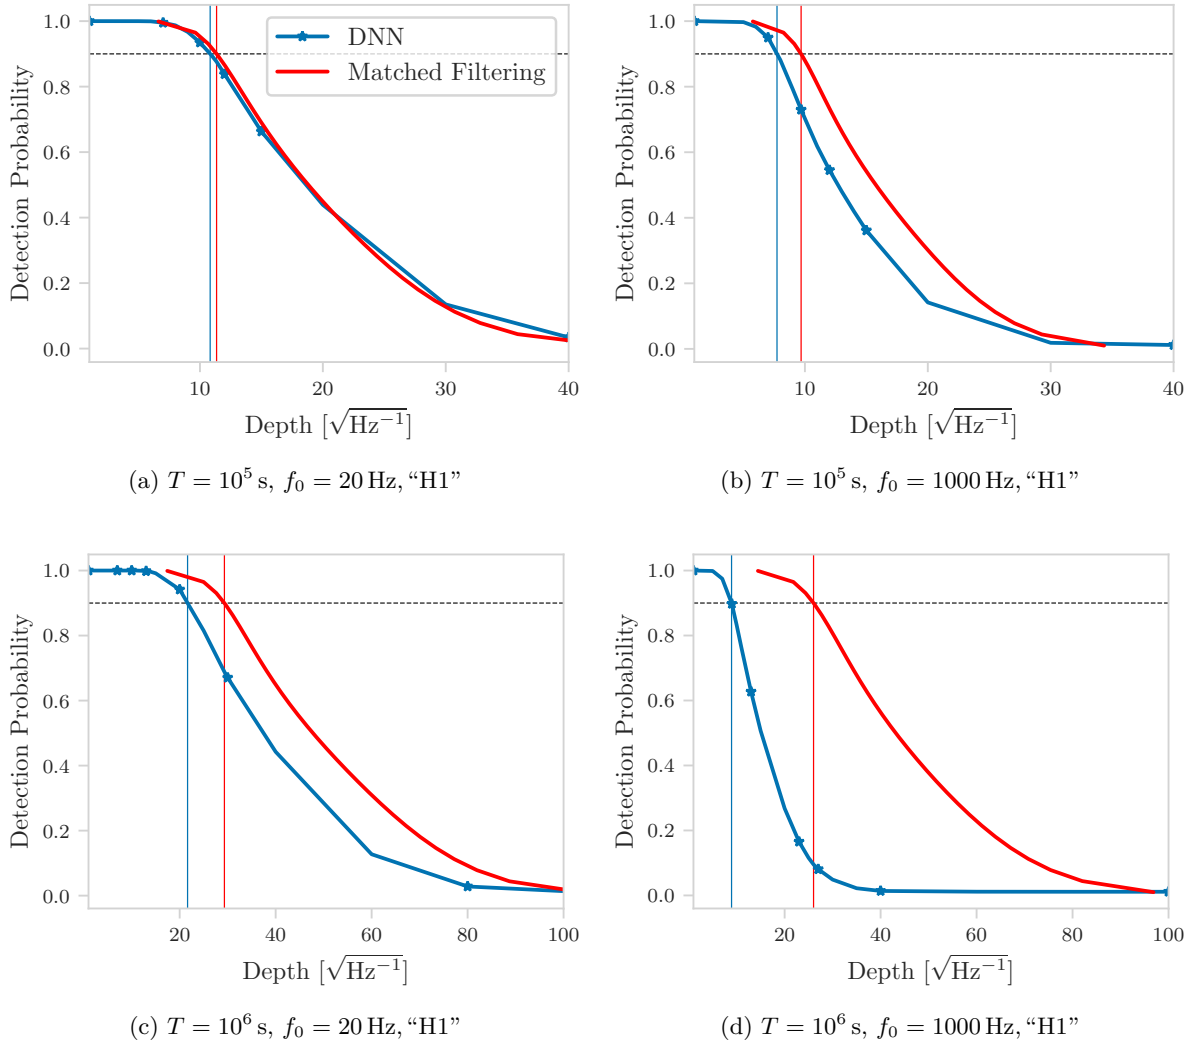 1.0
0.8
0.6
0.4
0.2
0.0
Detection Probability
DNN
Matched Filtering
10 20 30 40
Depth [√Hz⁻¹]
(a) T = 10⁵ s, f₀ = 20 Hz, “H1”
1.0
0.8
0.6
0.4
0.2
0.0
Detection Probability
10 20 30 40
Depth [√Hz⁻¹]
(b) T = 10⁵ s, f₀ = 1000 Hz, “H1”
1.0
0.8
0.6
0.4
0.2
0.0
Detection Probability
20 40 60 80 100
Depth [√Hz⁻¹]
(c) T = 10⁶ s, f₀ = 20 Hz, “H1”
1.0
0.8
0.6
0.4
0.2
0.0
Detection Probability
20 40 60 80 100
Depth [√Hz⁻¹]
(d) T = 10⁶ s, f₀ = 1000 Hz, “H1”